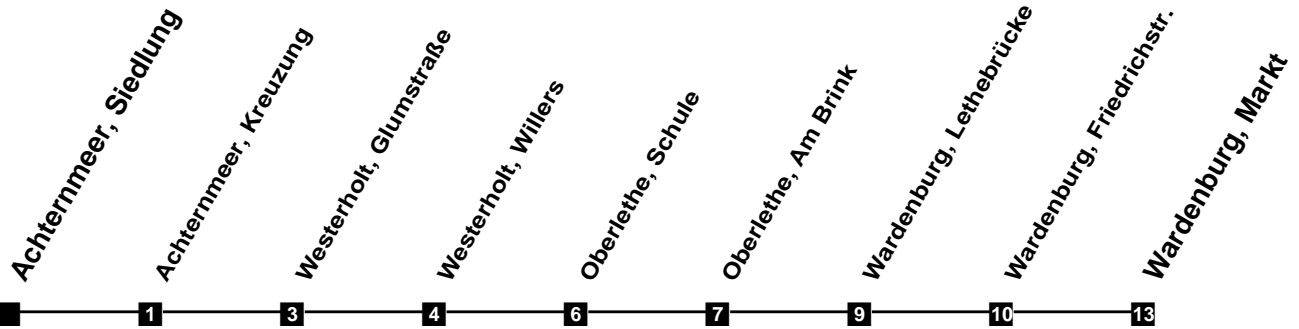 Achternmeer, Siedlung
Achternmeer, Kreuzung
Westerholt, Glumstraße
Westerholt, Willers
Oberlethe, Schule
Oberlethe, Am Brink
Wardenburg, Lethebrücke
Wardenburg, Friedrichstr.
Wardenburg, Markt
1 3 4 6 7 9 10 13